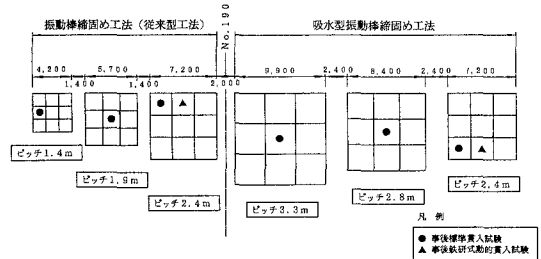 振動棒締固め工法（従来型工法）
No.190
吸水型振動棒締固め工法
4,200
5,700
7,200
9,900
2,400
8,400
2,400
7,200
1,400
1,400
2,000
ピッチ1.4m
ピッチ1.9m
ピッチ2.4m
ピッチ3.3m
ピッチ2.8m
ピッチ2.4m
凡 例
● 事後標準貫入試験
▲ 事後鉄研式動的貫入試験